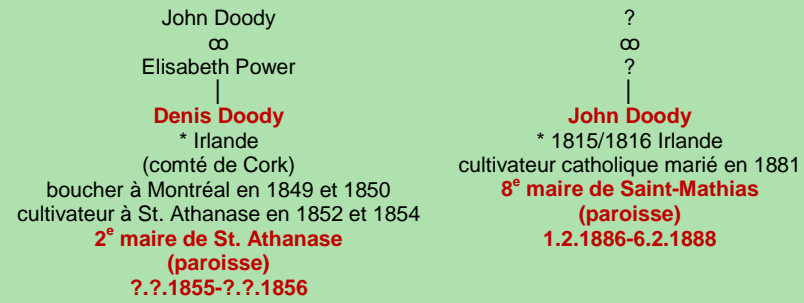 John Doody
ꝏ
Elisabeth Power
|
Denis Doody
* Irlande
(comté de Cork)
boucher à Montréal en 1849 et 1850
cultivateur à St. Athanase en 1852 et 1854
2e maire de St. Athanase
(paroisse)
?.?.1855-?.?.1856
?
ꝏ
?
|
John Doody
* 1815/1816 Irlande
cultivateur catholique marié en 1881
8e maire de Saint-Mathias
(paroisse)
1.2.1886-6.2.1888